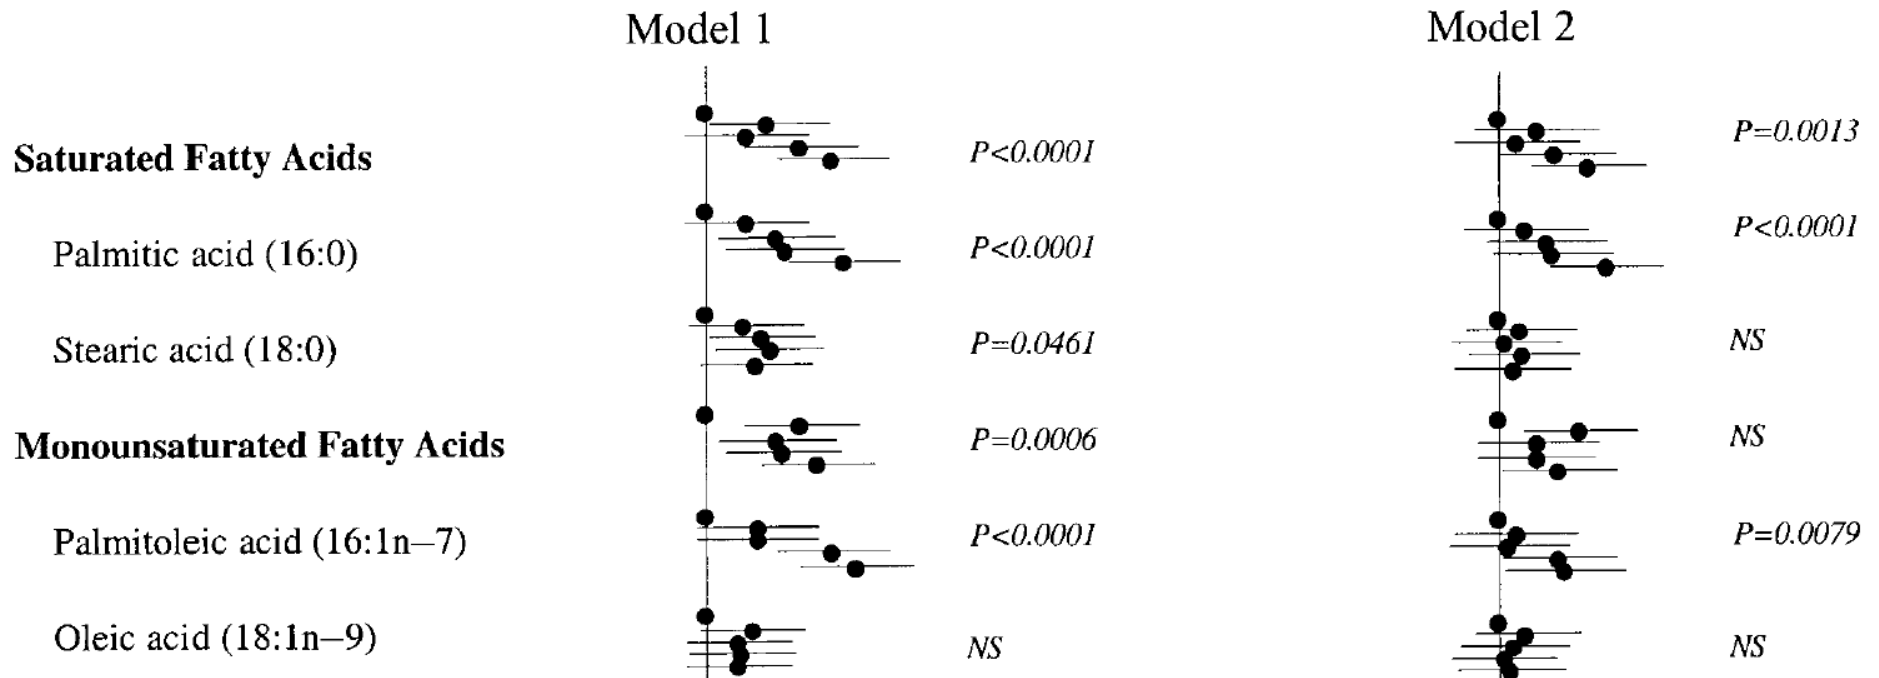 Model 1 Model 2
Saturated Fatty Acids P<0.0001 P=0.0013
Palmitic acid (16:0) P<0.0001 P<0.0001
Stearic acid (18:0) P=0.0461 NS
Monounsaturated Fatty Acids P=0.0006 NS
Palmitoleic acid (16:1n–7) P<0.0001 P=0.0079
Oleic acid (18:1n–9) NS NS